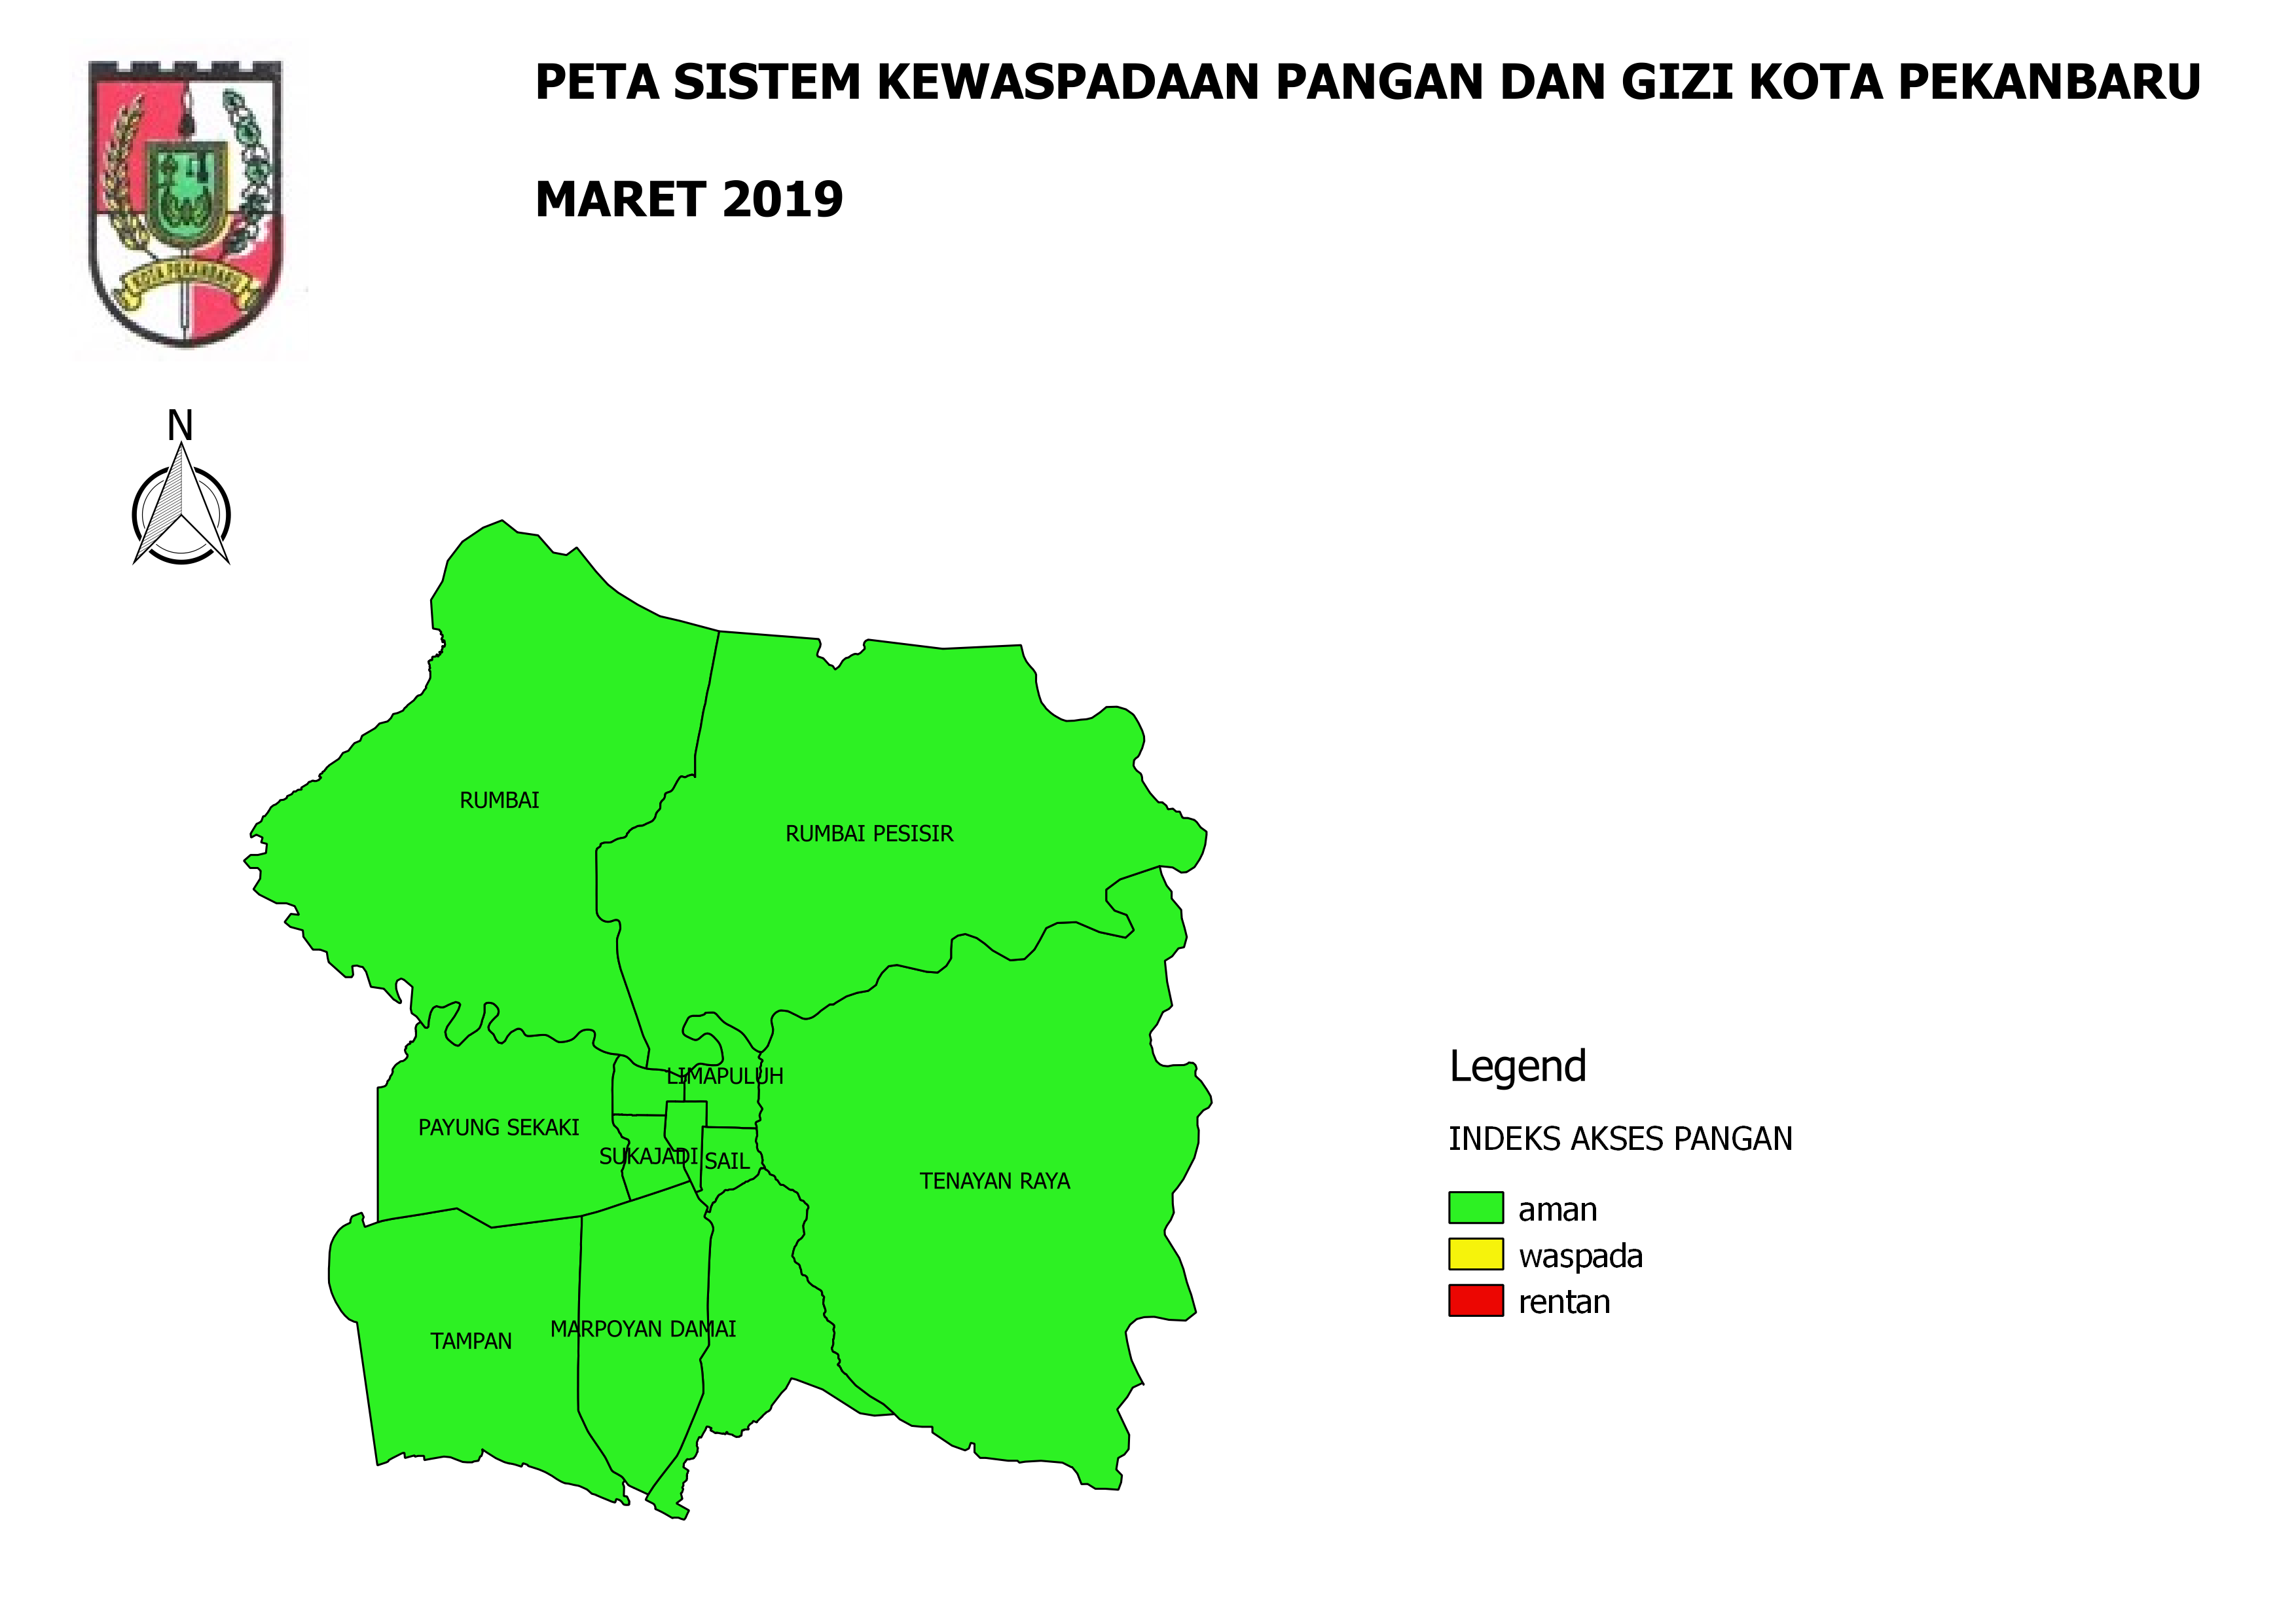 PETA SISTEM KEWASPADAAN PANGAN DAN GIZI KOTA PEKANBARU
MARET 2019
KOTA PEKANBARU
N
RUMBAI
RUMBAI PESISIR
LIMAPULUH
PAYUNG SEKAKI
SUKAJADI
SAIL
TENAYAN RAYA
MARPOYAN DAMAI
TAMPAN
Legend
INDEKS AKSES PANGAN
aman
waspada
rentan